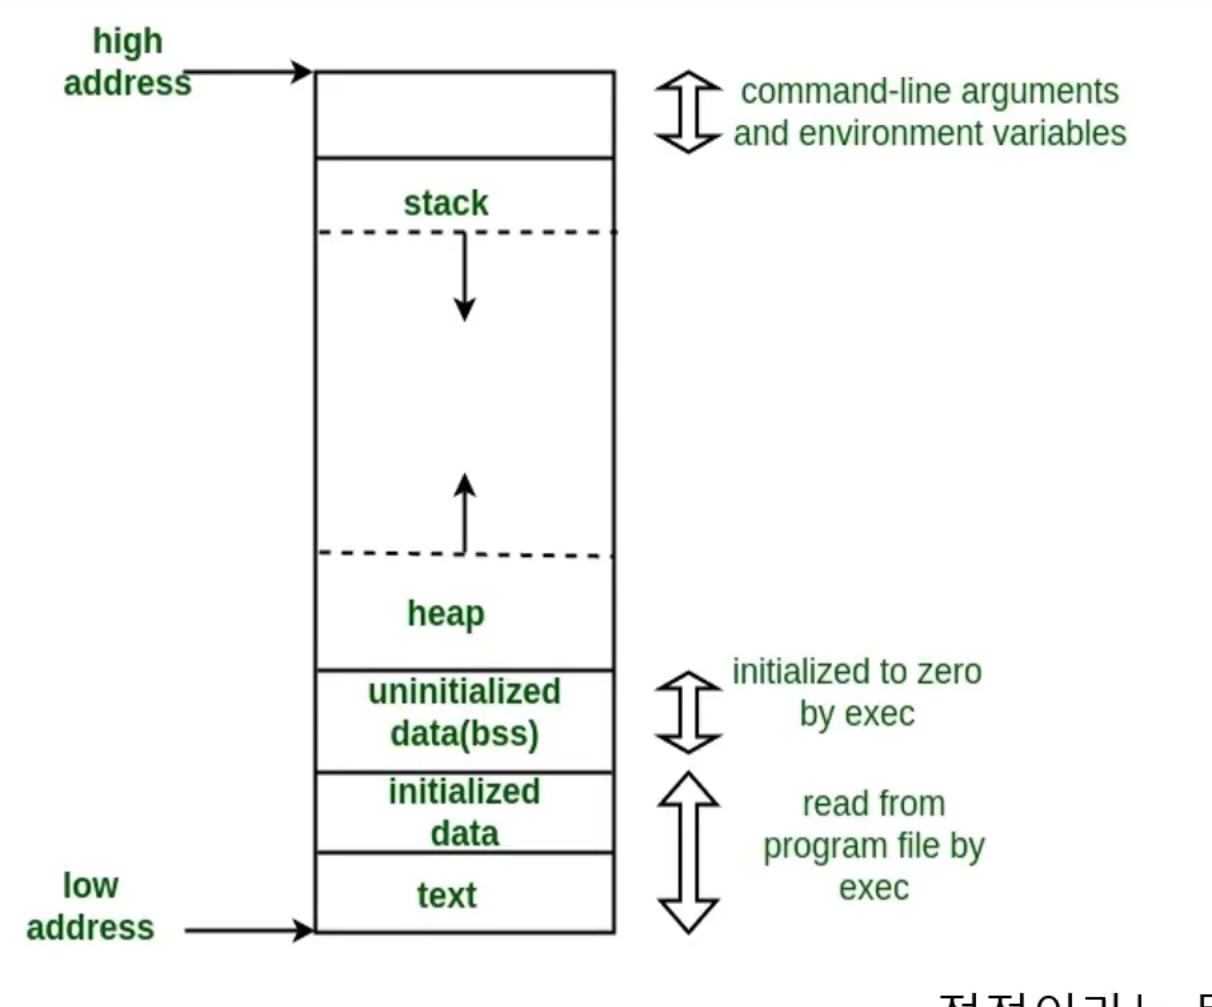 high
address
command-line arguments
and environment variables
stack
heap
uninitialized
data(bss)
initialized to zero
by exec
initialized
data
read from
program file by
exec
text
low
address